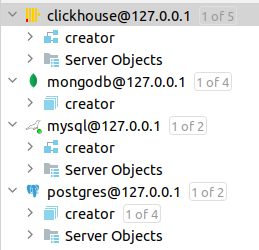 clickhouse@127.0.0.1 1 of 5
creator
Server Objects
mongodb@127.0.0.1 1 of 4
creator
mysql@127.0.0.1 1 of 2
creator
Server Objects
postgres@127.0.0.1 1 of 2
creator 1 of 4
Server Objects